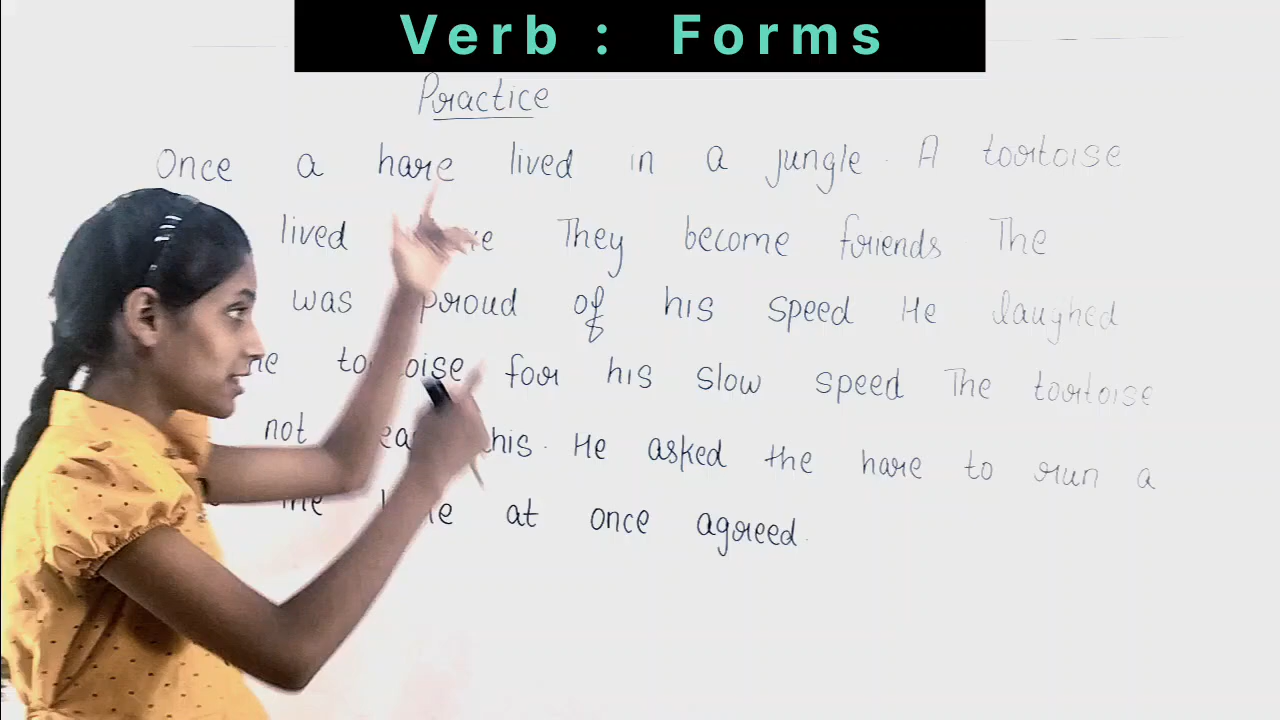 Verb : Forms
Practice
Once a hare lived in a jungle. A tortoise
lived They become friends The
was proud of his speed He laughed
tortoise for his slow speed The tortoise
not this. He asked the hare to run a
at once agreed.